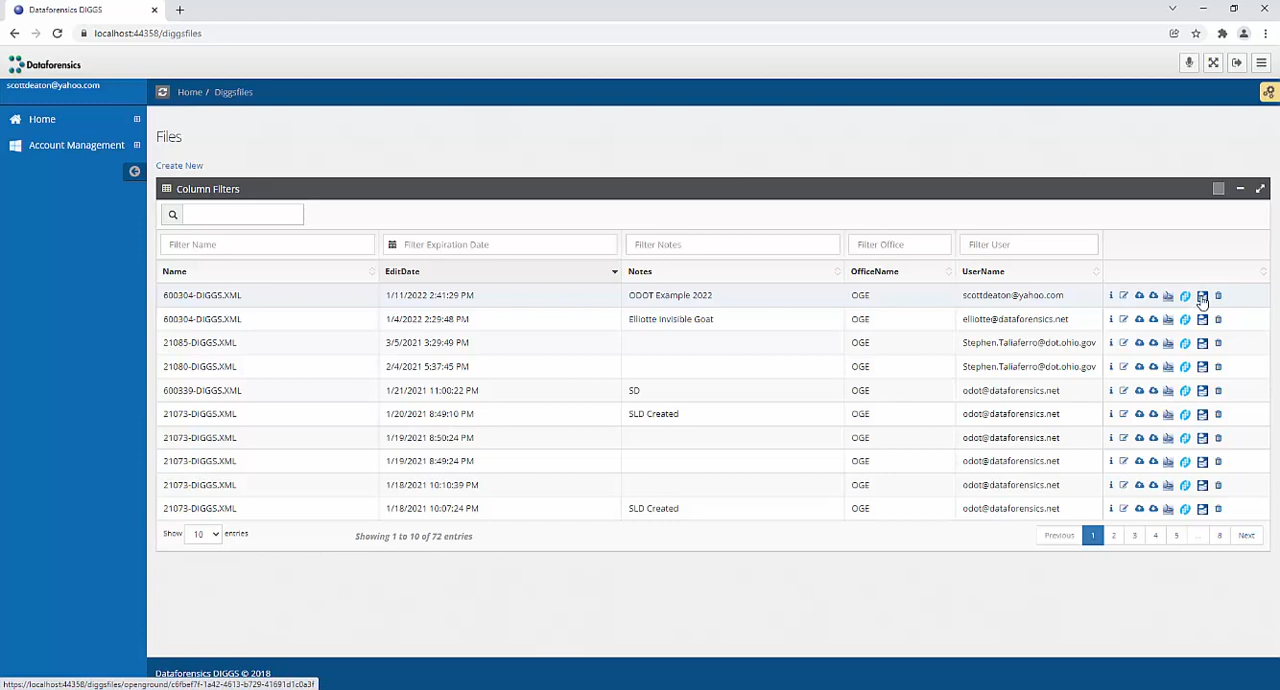 Dataforensics DIGGS
localhost:44358/diggsfiles
Dataforensics
scottdeaton@yahoo.com
Home / Diggsfiles
Home
Account Management
Files
Create New
Column Filters
Filter Name Filter Expiration Date Filter Notes Filter Office Filter User
Name EditDate Notes OfficeName UserName
600304-DIGGS.XML 1/11/2022 2:41:29 PM ODOT Example 2022 OGE scottdeaton@yahoo.com
600304-DIGGS.XML 1/4/2022 2:29:48 PM Elliotte Invisible Goat OGE elliotte@dataforensics.net
21085-DIGGS.XML 3/5/2021 3:29:49 PM OGE Stephen.Taliaferro@dot.ohio.gov
21080-DIGGS.XML 2/4/2021 5:37:45 PM OGE Stephen.Taliaferro@dot.ohio.gov
600339-DIGGS.XML 1/21/2021 11:00:22 PM SD OGE odot@dataforensics.net
21073-DIGGS.XML 1/20/2021 8:49:10 PM SLD Created OGE odot@dataforensics.net
21073-DIGGS.XML 1/19/2021 8:50:24 PM OGE odot@dataforensics.net
21073-DIGGS.XML 1/19/2021 8:49:24 PM OGE odot@dataforensics.net
21073-DIGGS.XML 1/18/2021 10:10:39 PM OGE odot@dataforensics.net
21073-DIGGS.XML 1/18/2021 10:07:24 PM SLD Created OGE odot@dataforensics.net
Show 10 entries Showing 1 to 10 of 72 entries Previous 1 2 3 4 5 ... 8 Next
Dataforensics DIGGS © 2018
https://localhost:44358/diggsfiles/openground/c6fbef7f-1a42-4613-b729-41691d1c0a3f